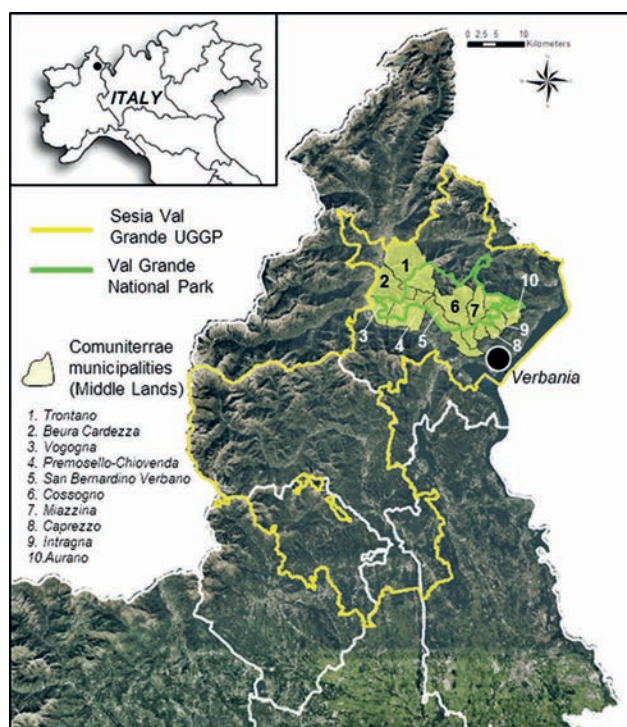 ITALY
0 2.5 5 10
Kilometers
Sesia Val
Grande UGGP
Val Grande
National Park
Comuniterrae
municipalities
(Middle Lands)
1. Trontano
2. Beura Cardezza
3. Vogogna
4. Premosello-Chiovenda
5. San Bernardino Verbano
6. Cossogno
7. Miazzina
8. Caprezzo
9. Intragna
10.Aurano
1
2
3
4
5
6
7
8
9
10
Verbania